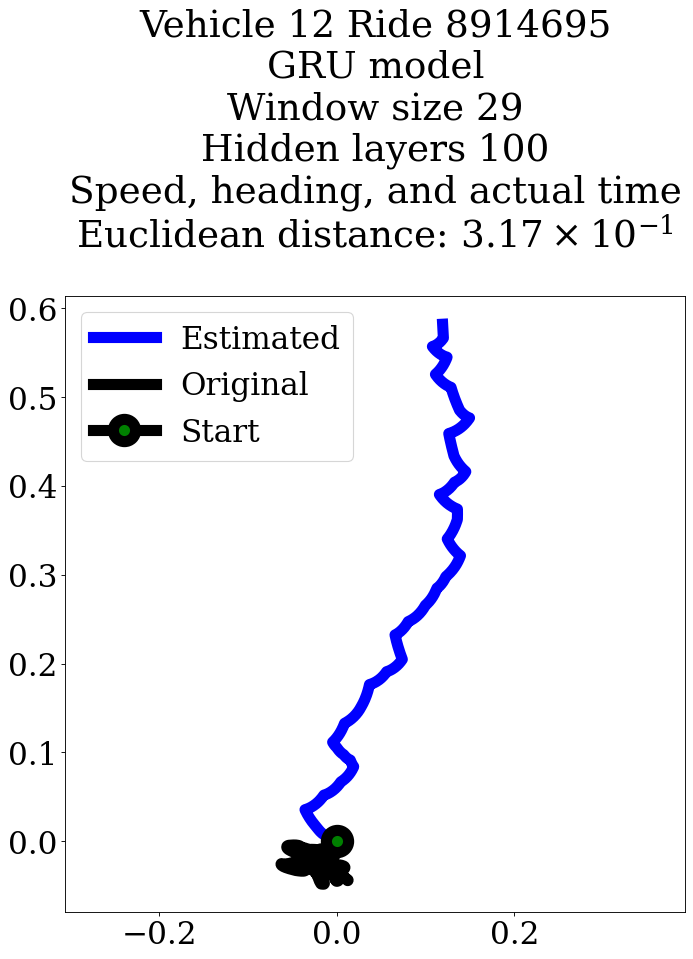 Vehicle 12 Ride 8914695
GRU model
Window size 29
Hidden layers 100
Speed, heading, and actual time
Euclidean distance: 3.17 × 10⁻¹
Estimated
Original
Start
0.6
0.5
0.4
0.3
0.2
0.1
0.0
−0.2 0.0 0.2